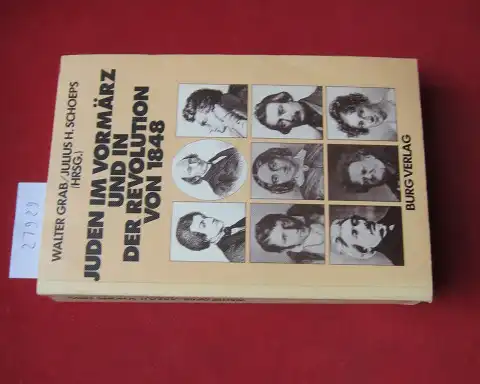 WALTER GRAB/JULIUS H. SCHOEPS
(HRSG.)
JUDEN IM VORMÄRZ
UND IN
DER REVOLUTION
VON 1848
BURG VERLAG
27929